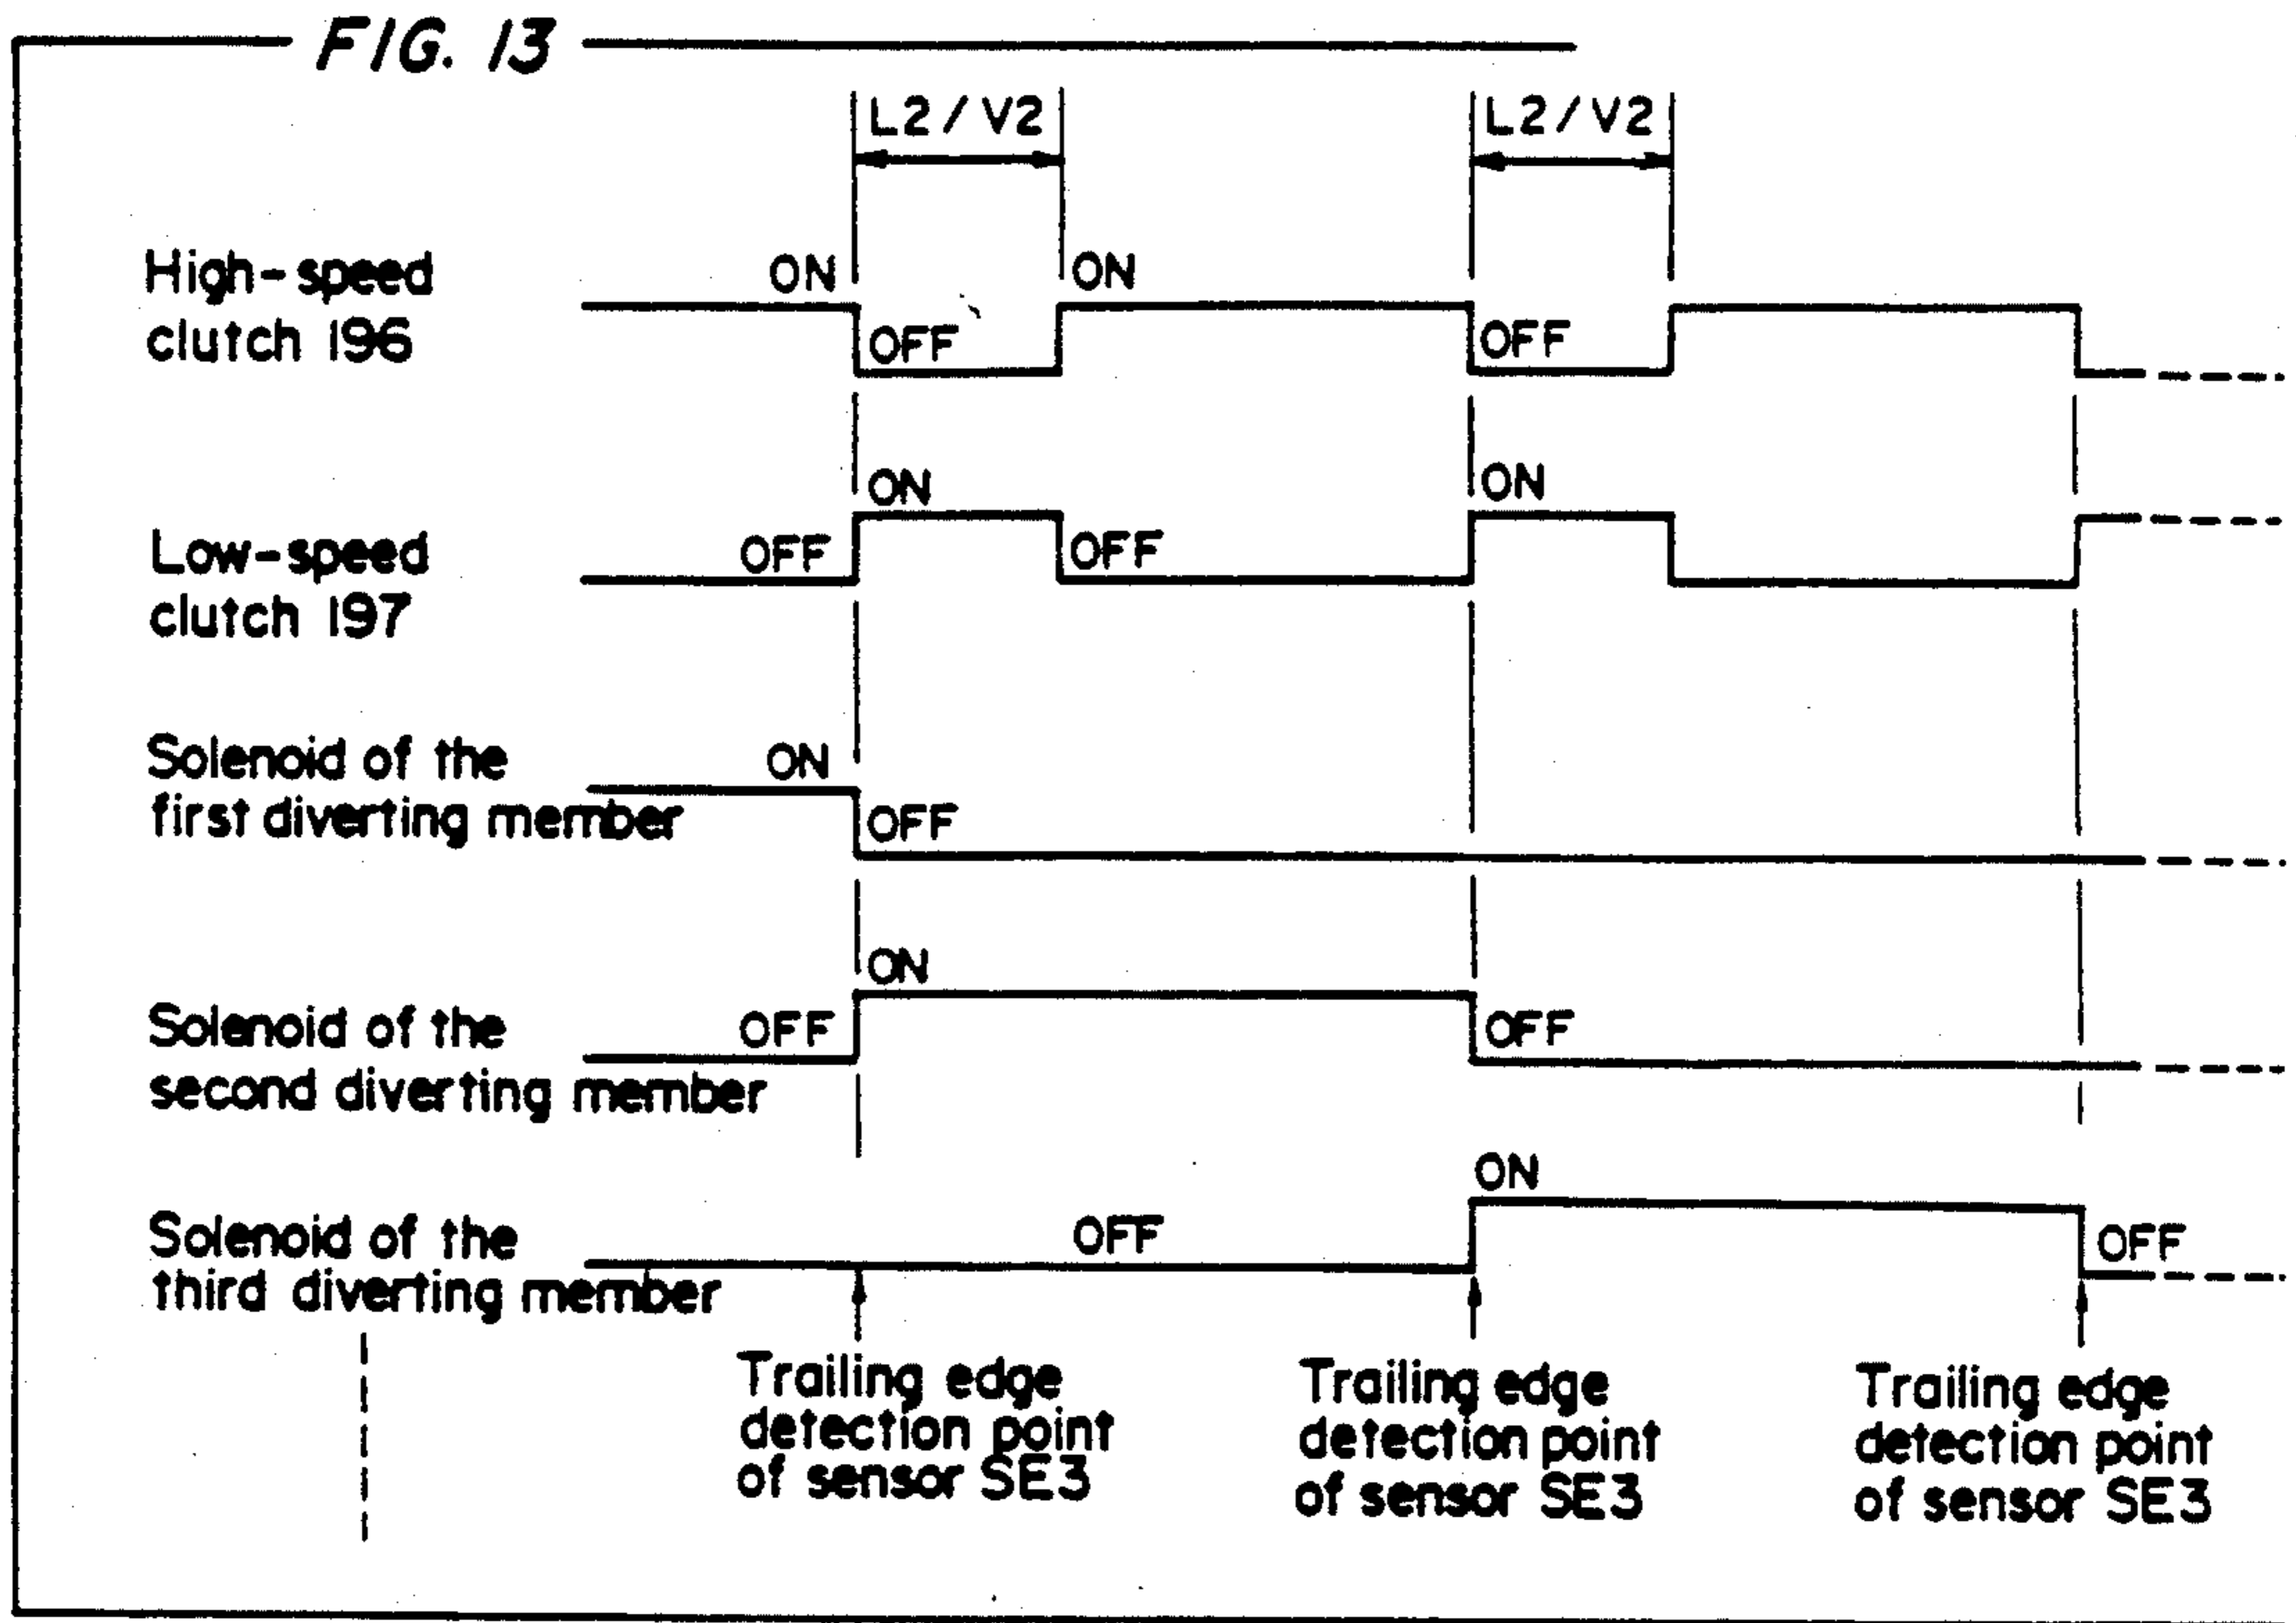 FIG. 13
L2/V2
L2/V2
High-speed
clutch 196
ON
OFF
ON
OFF
Low-speed
clutch 197
OFF
ON
OFF
ON
Solenoid of the
first diverting member
ON
OFF
Solenoid of the
second diverting member
OFF
ON
OFF
Solenoid of the
third diverting member
OFF
ON
OFF
Trailing edge
detection point
of sensor SE3
Trailing edge
detection point
of sensor SE3
Trailing edge
detection point
of sensor SE3